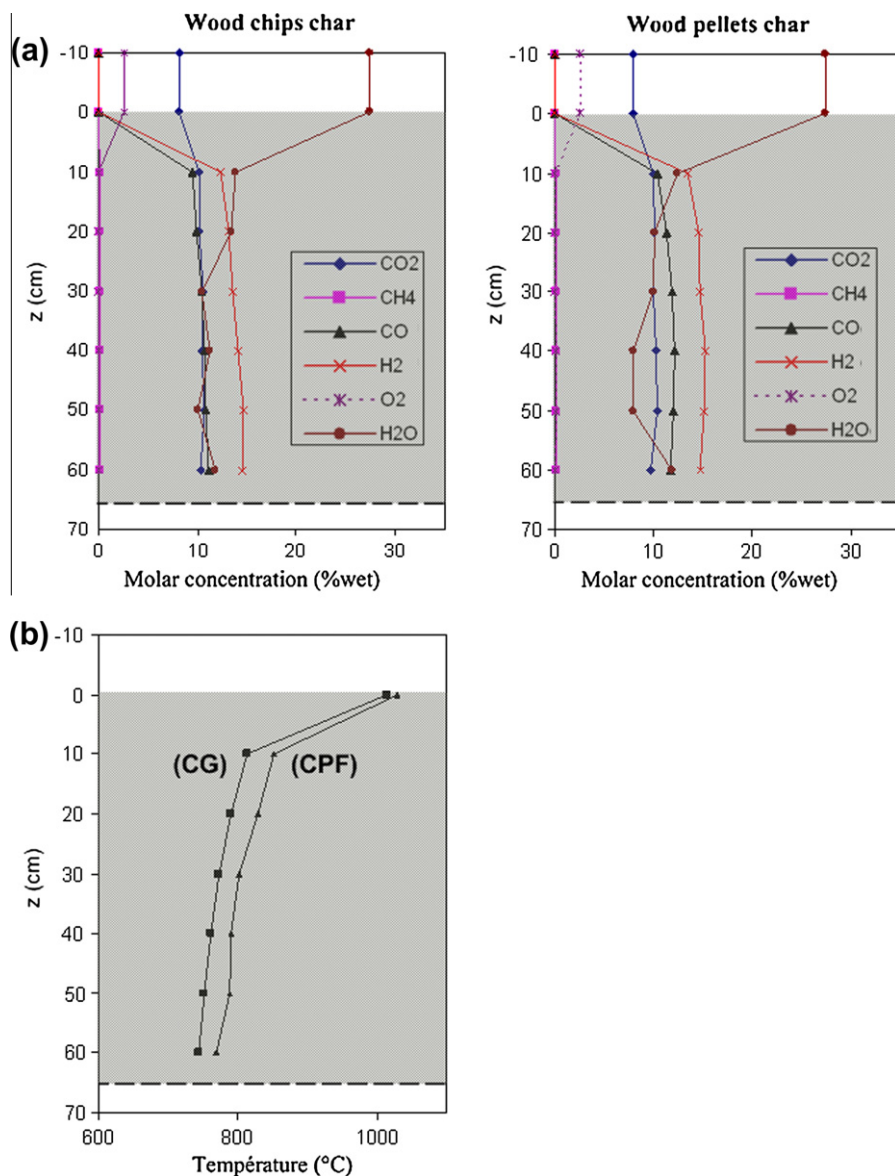 Wood chips char
Wood pellets char
(a)
-10
0
10
20
30
40
50
60
70
z (cm)
0
10
20
30
Molar concentration (%wet)
CO2
CH4
CO
H2
O2
H2O
-10
0
10
20
30
40
50
60
70
z (cm)
0
10
20
30
Molar concentration (%wet)
CO2
CH4
CO
H2
O2
H2O
(b)
-10
0
10
20
30
40
50
60
70
z (cm)
(CG)
(CPF)
600
800
1000
Température (°C)